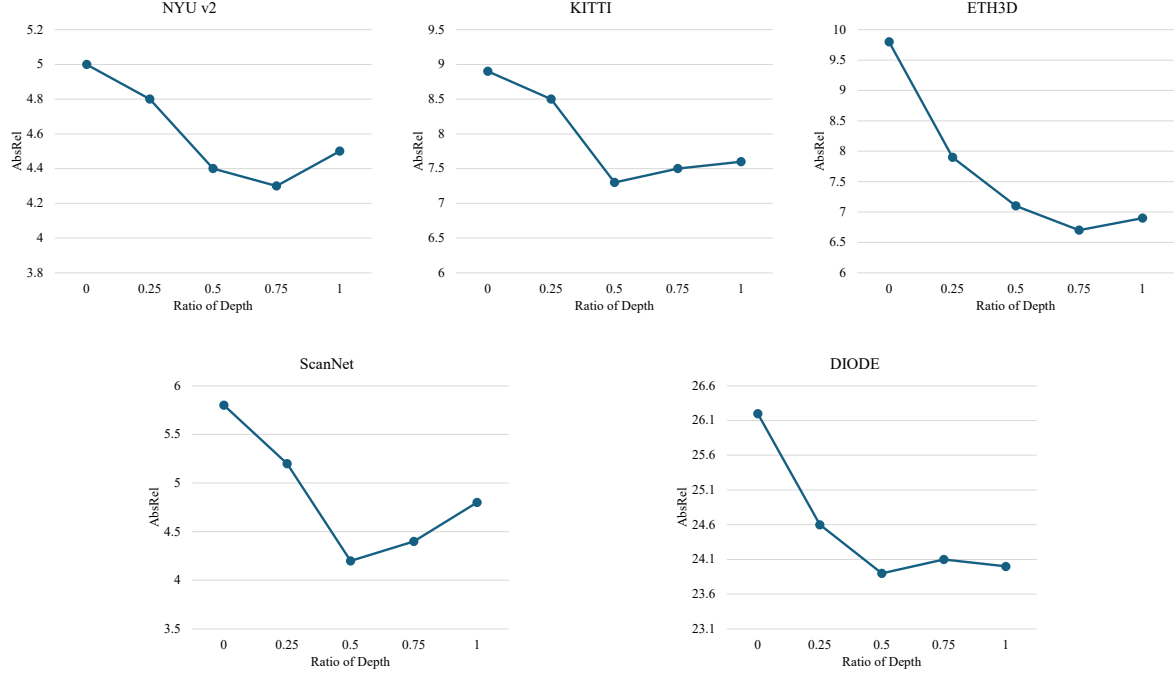 NYU v2
5.2
5
4.8
4.6
4.4
4.2
4
3.8
AbsRel
0 0.25 0.5 0.75 1
Ratio of Depth
KITTI
9.5
9
8.5
8
7.5
7
6.5
6
AbsRel
0 0.25 0.5 0.75 1
Ratio of Depth
ETH3D
10
9.5
9
8.5
8
7.5
7
6.5
6
AbsRel
0 0.25 0.5 0.75 1
Ratio of Depth
ScanNet
6
5.5
5
4.5
4
3.5
AbsRel
0 0.25 0.5 0.75 1
Ratio of Depth
DIODE
26.6
26.1
25.6
25.1
24.6
24.1
23.6
23.1
AbsRel
0 0.25 0.5 0.75 1
Ratio of Depth